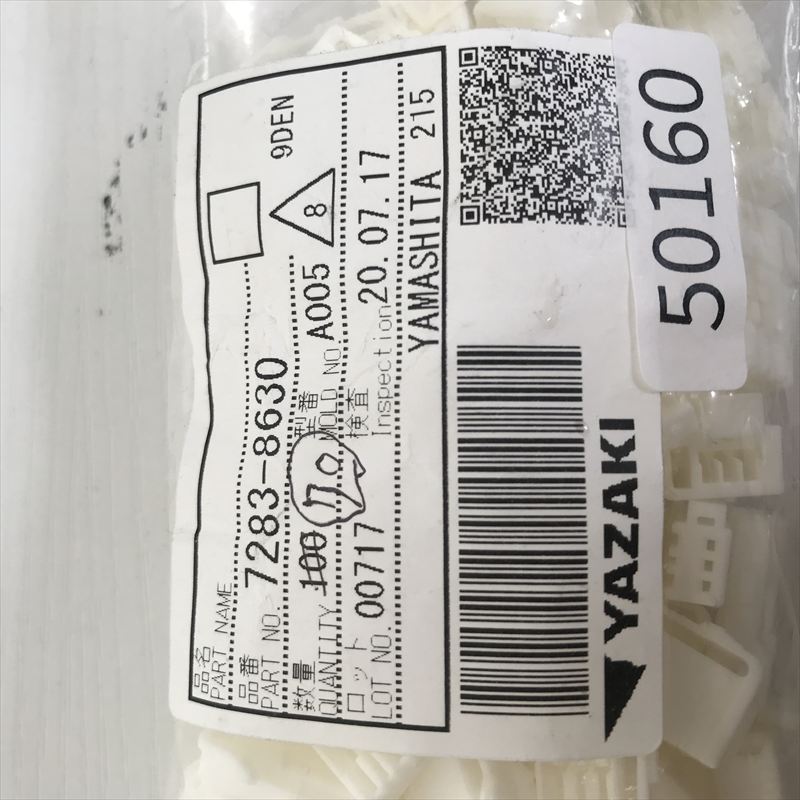 品名
PART NAME
9DEN
品番
PART NO. 7283-8630
8
数量
QUANTITY 100 70
型番
MOLD NO. A005
ロット
LOT NO. 00717
検査
Inspection 20.07.17
YAMASHITA 215
YAZAKI
50160